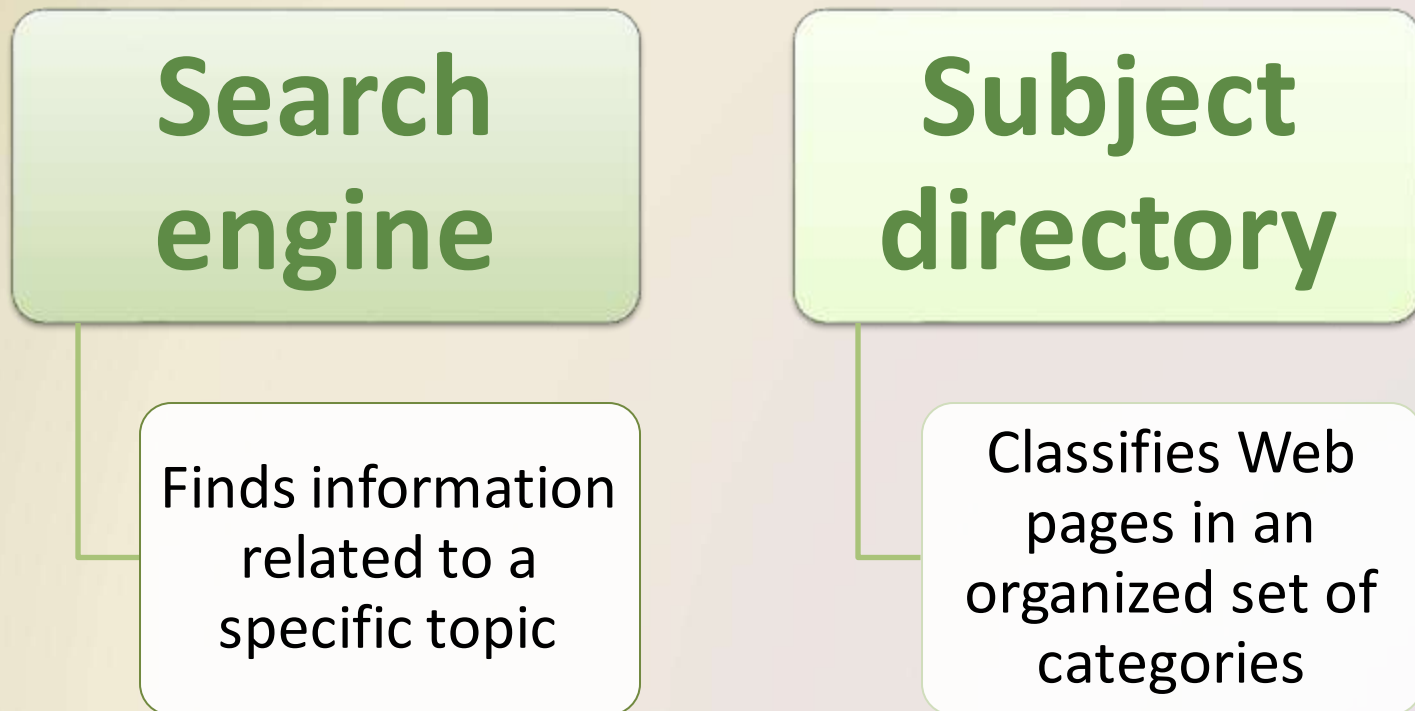 Search
engine
Finds information
related to a
specific topic
Subject
directory
Classifies Web
pages in an
organized set of
categories